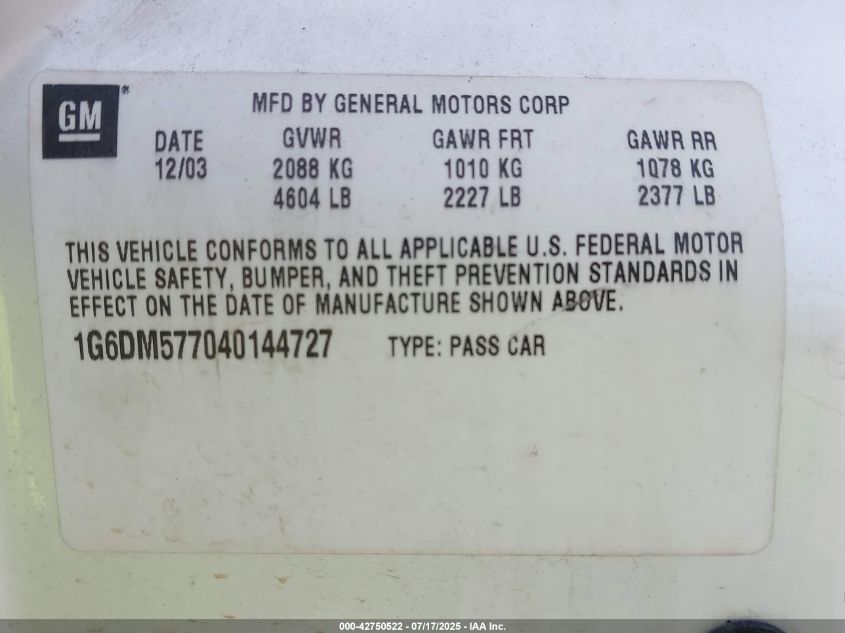 GM ®
MFD BY GENERAL MOTORS CORP
DATE GVWR GAWR FRT GAWR RR
12/03 2088 KG 1010 KG 1078 KG
4604 LB 2227 LB 2377 LB
THIS VEHICLE CONFORMS TO ALL APPLICABLE U.S. FEDERAL MOTOR
VEHICLE SAFETY, BUMPER, AND THEFT PREVENTION STANDARDS IN
EFFECT ON THE DATE OF MANUFACTURE SHOWN ABOVE.
1G6DM577040144727 TYPE: PASS CAR
000-42750522 - 07/17/2025 - IAA Inc.